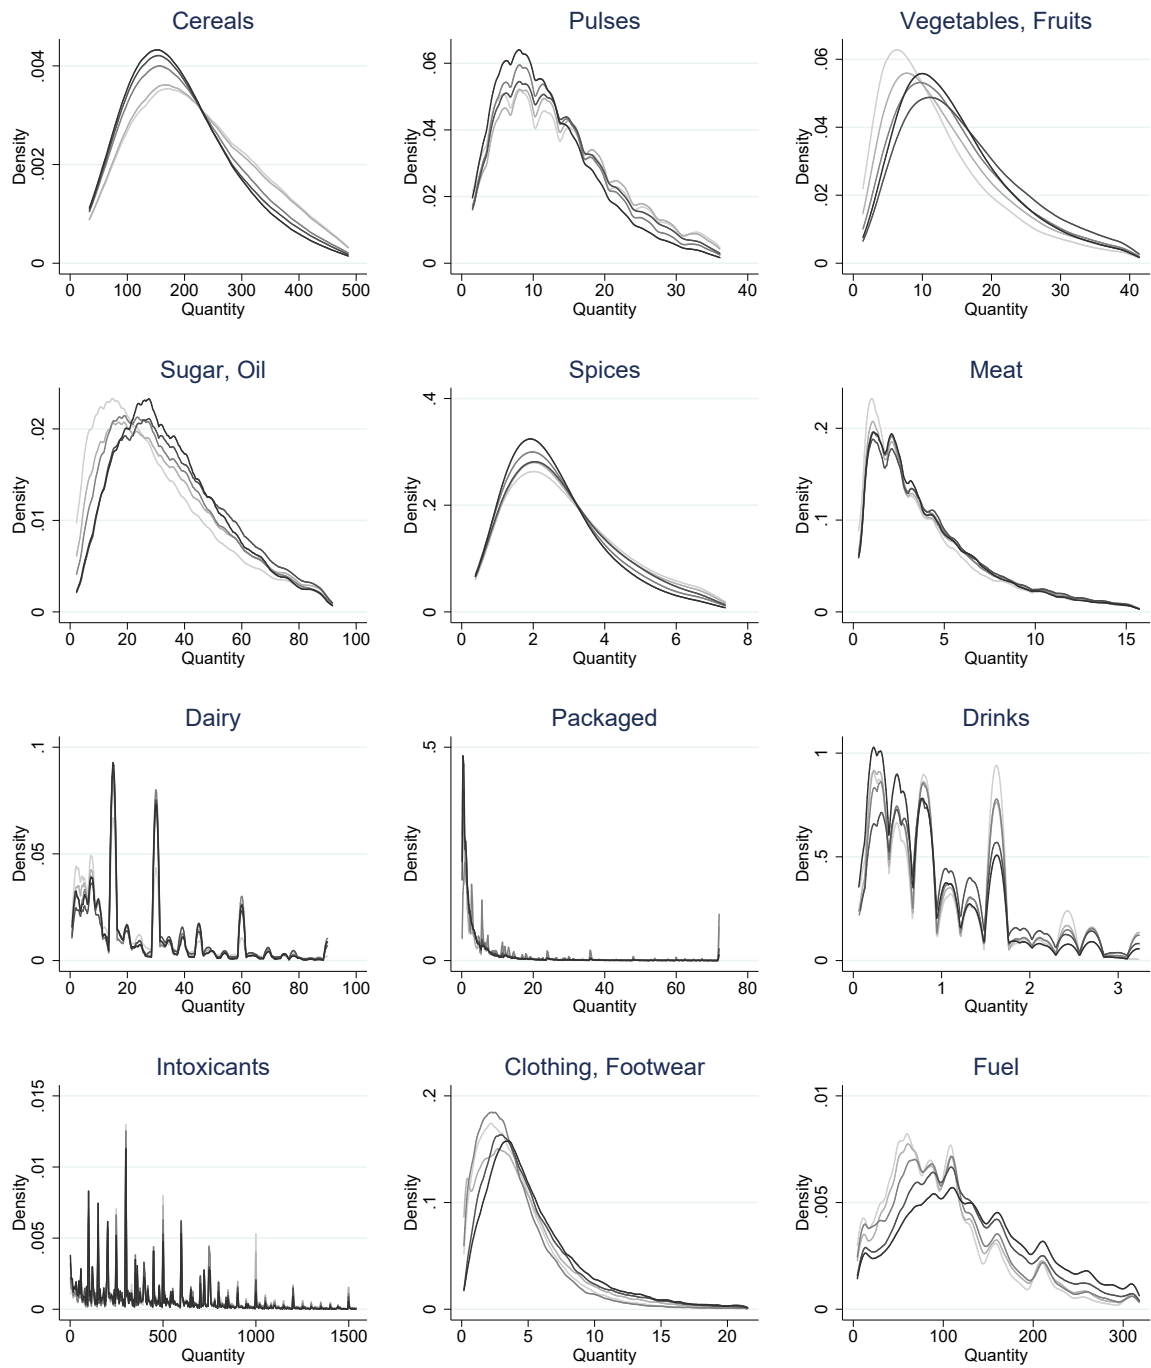 Cereals
Density
0 .002 .004
0 100 200 300 400 500
Quantity
Pulses
Density
0 .02 .04 .06
0 10 20 30 40
Quantity
Vegetables, Fruits
Density
0 .02 .04 .06
0 10 20 30 40
Quantity
Sugar, Oil
Density
0 .01 .02
0 20 40 60 80 100
Quantity
Spices
Density
0 .2 .4
0 2 4 6 8
Quantity
Meat
Density
0 .1 .2
0 5 10 15
Quantity
Dairy
Density
0 .05 .1
0 20 40 60 80 100
Quantity
Packaged
Density
0 .5
0 20 40 60 80
Quantity
Drinks
Density
0 .5 1
0 1 2 3
Quantity
Intoxicants
Density
0 .005 .01 .015
0 500 1000 1500
Quantity
Clothing, Footwear
Density
0 .1 .2
0 5 10 15 20
Quantity
Fuel
Density
0 .005 .01
0 100 200 300
Quantity